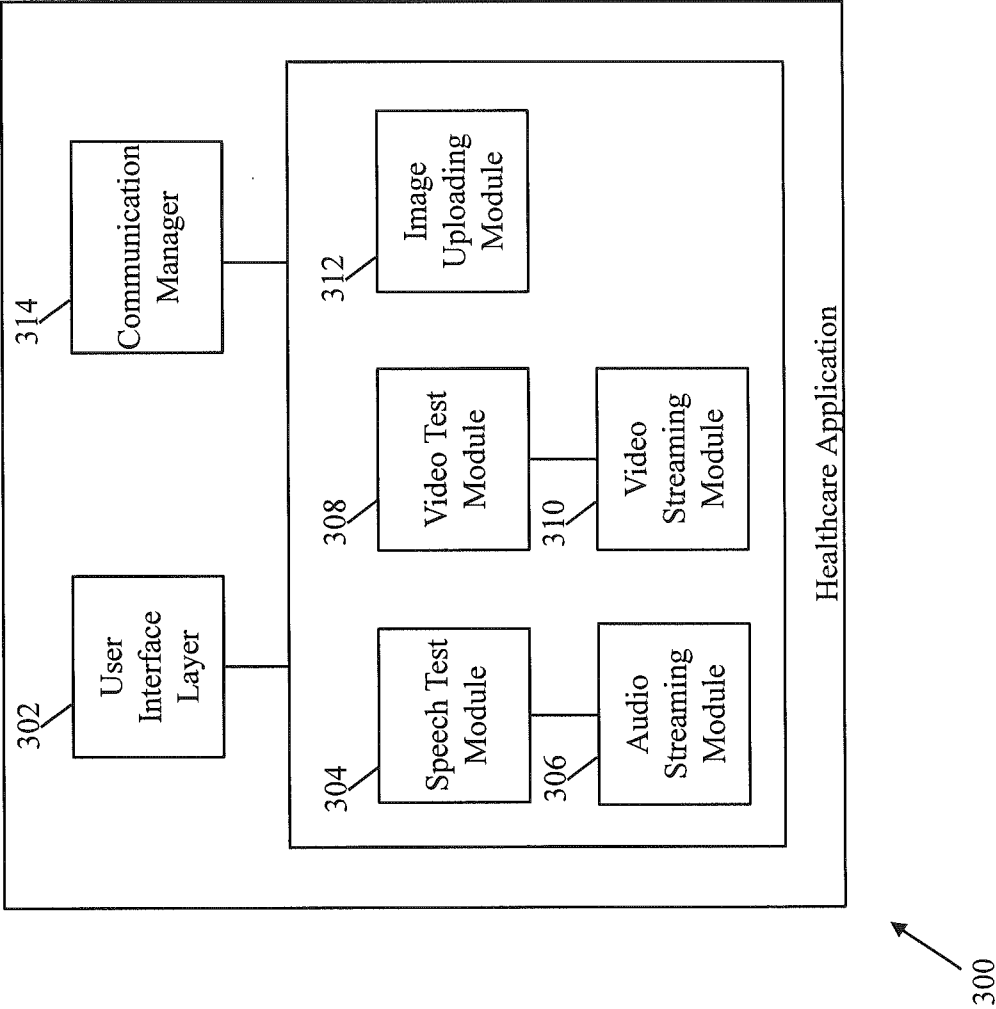 302
User
Interface
Layer
314
Communication
Manager
304
Speech Test
Module
308
Video Test
Module
312
Image
Uploading
Module
306
Audio
Streaming
Module
310
Video
Streaming
Module
Healthcare Application
300